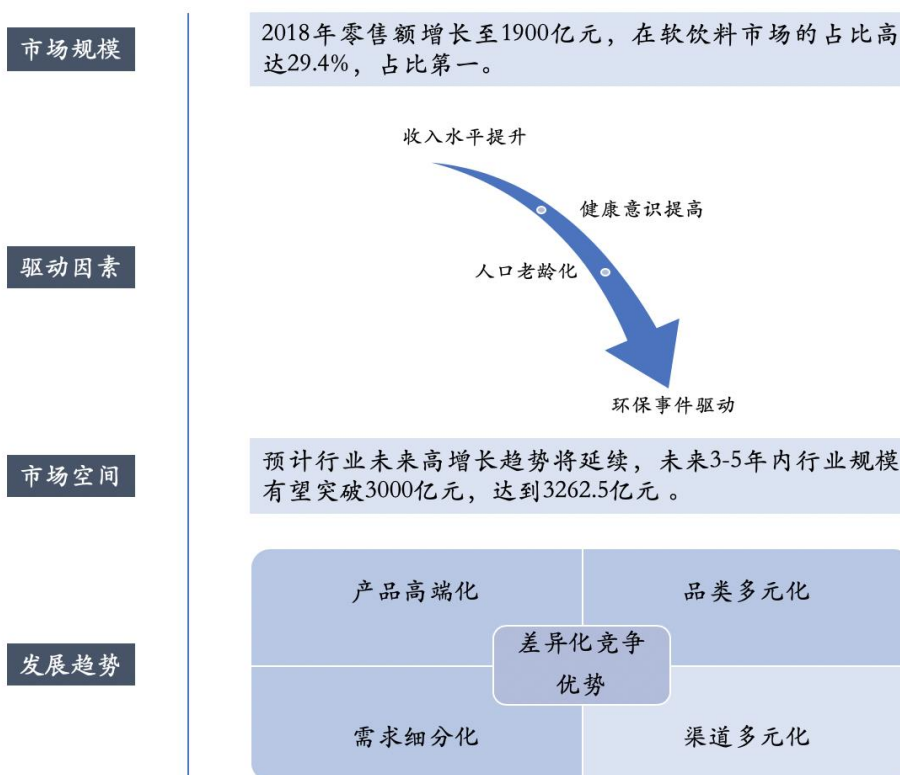 市场规模
2018年零售额增长至1900亿元，在软饮料市场的占比高
达29.4%，占比第一。
驱动因素
收入水平提升
健康意识提高
人口老龄化
环保事件驱动
市场空间
预计行业未来高增长趋势将延续，未来3-5年内行业规模
有望突破3000亿元，达到3262.5亿元。
发展趋势
产品高端化
品类多元化
差异化竞争
优势
需求细分化
渠道多元化